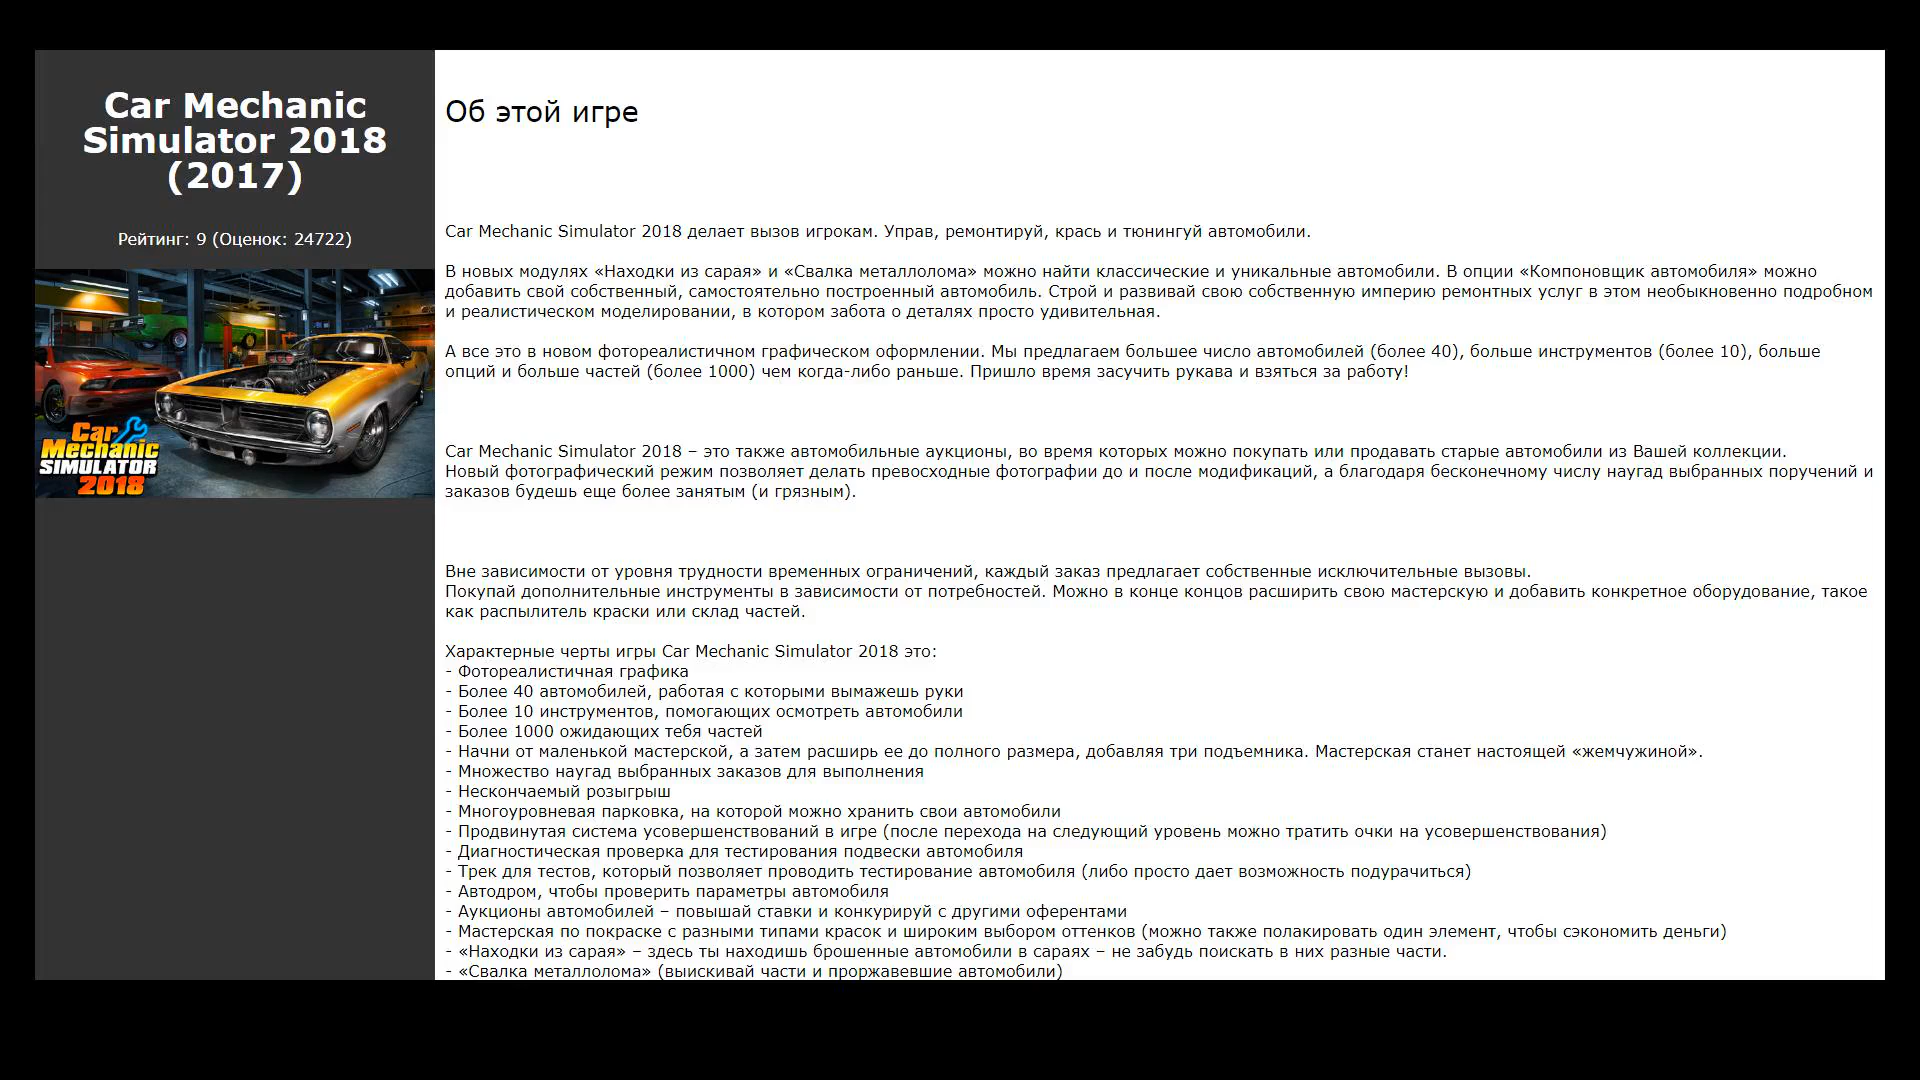 Car Mechanic
Simulator 2018
(2017)
Рейтинг: 9 (Оценок: 24722)
Car
Mechanic
SIMULATOR
2018
Об этой игре
Car Mechanic Simulator 2018 делает вызов игрокам. Управ, ремонтируй, крась и тюнингуй автомобили.
В новых модулях «Находки из сарая» и «Свалка металлолома» можно найти классические и уникальные автомобили. В опции «Компоновщик автомобиля» можно
добавить свой собственный, самостоятельно построенный автомобиль. Строй и развивай свою собственную империю ремонтных услуг в этом необыкновенно подробном
и реалистическом моделировании, в котором забота о деталях просто удивительная.
А все это в новом фотореалистичном графическом оформлении. Мы предлагаем большее число автомобилей (более 40), больше инструментов (более 10), больше
опций и больше частей (более 1000) чем когда-либо раньше. Пришло время засучить рукава и взяться за работу!
Car Mechanic Simulator 2018 – это также автомобильные аукционы, во время которых можно покупать или продавать старые автомобили из Вашей коллекции.
Новый фотографический режим позволяет делать превосходные фотографии до и после модификаций, а благодаря бесконечному числу наугад выбранных поручений и
заказов будешь еще более занятым (и грязным).
Вне зависимости от уровня трудности временных ограничений, каждый заказ предлагает собственные исключительные вызовы.
Покупай дополнительные инструменты в зависимости от потребностей. Можно в конце концов расширить свою мастерскую и добавить конкретное оборудование, такое
как распылитель краски или склад частей.
Характерные черты игры Car Mechanic Simulator 2018 это:
- Фотореалистичная графика
- Более 40 автомобилей, работая с которыми вымажешь руки
- Более 10 инструментов, помогающих осмотреть автомобили
- Более 1000 ожидающих тебя частей
- Начни от маленькой мастерской, а затем расширь ее до полного размера, добавляя три подъемника. Мастерская станет настоящей «жемчужиной».
- Множество наугад выбранных заказов для выполнения
- Нескончаемый розыгрыш
- Многоуровневая парковка, на которой можно хранить свои автомобили
- Продвинутая система усовершенствований в игре (после перехода на следующий уровень можно тратить очки на усовершенствования)
- Диагностическая проверка для тестирования подвески автомобиля
- Трек для тестов, который позволяет проводить тестирование автомобиля (либо просто дает возможность подурачиться)
- Автодром, чтобы проверить параметры автомобиля
- Аукционы автомобилей – повышай ставки и конкурируй с другими оферентами
- Мастерская по покраске с разными типами красок и широким выбором оттенков (можно также полакировать один элемент, чтобы сэкономить деньги)
- «Находки из сарая» – здесь ты находишь брошенные автомобили в сараях – не забудь поискать в них разные части.
- «Свалка металлолома» (выискивай части и проржавевшие автомобили)